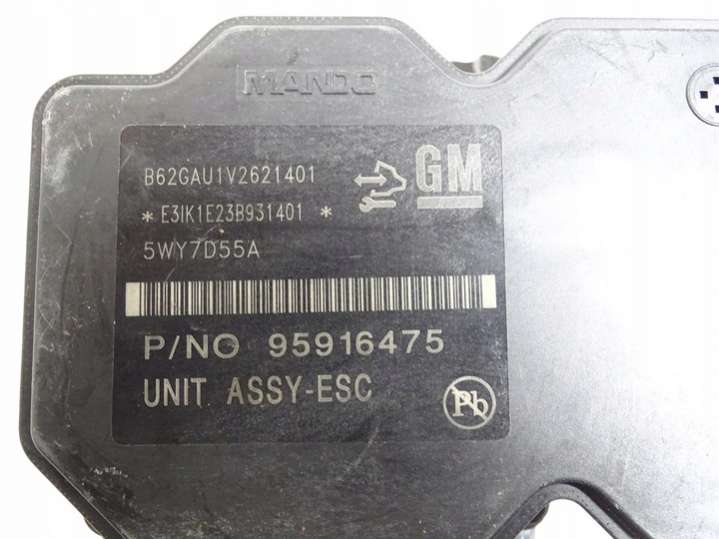 MANDO
B62GAU1V2621401
GM
*E3IK1E23B931401 *
5WY7D55A
P/NO 95916475
UNIT ASSY-ESC
Pb